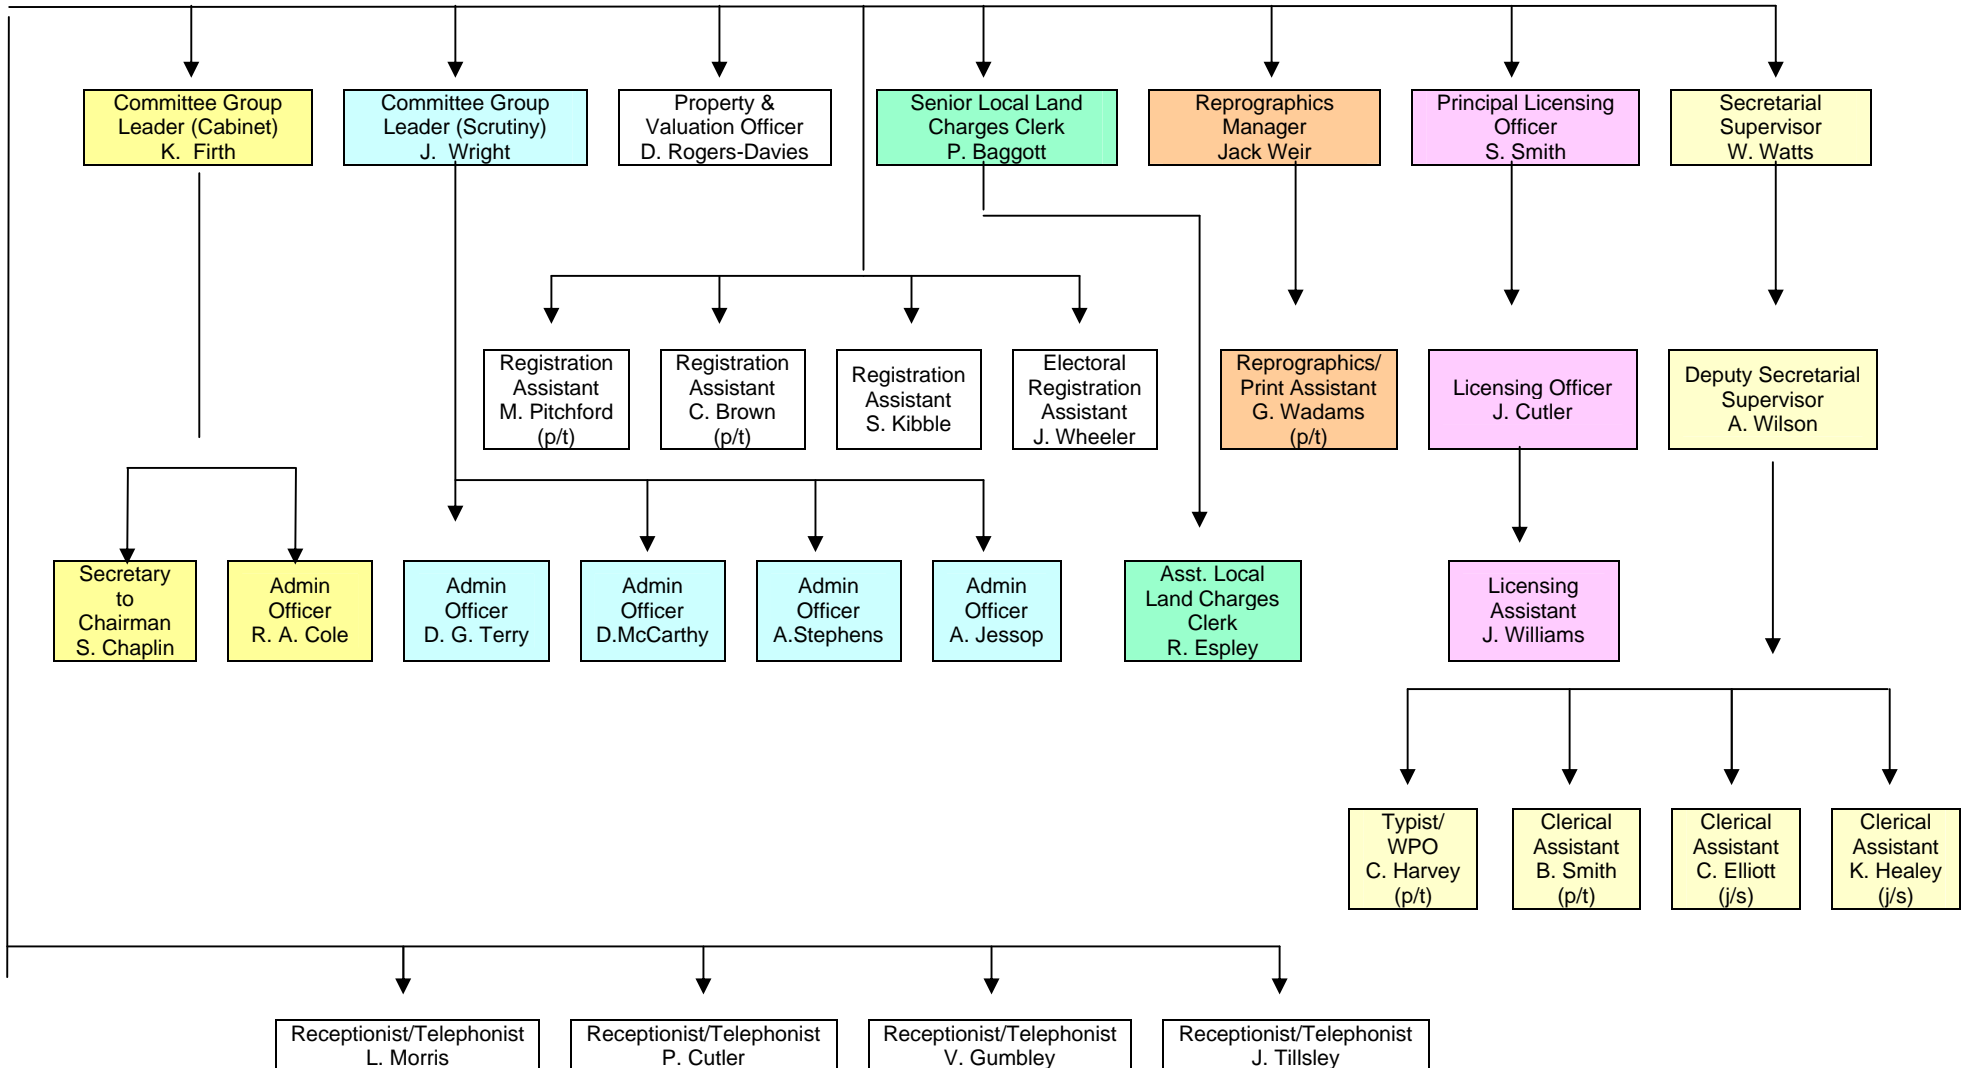 Committee Group
Leader (Cabinet)
K. Firth
Committee Group
Leader (Scrutiny)
J. Wright
Property &
Valuation Officer
D. Rogers-Davies
Senior Local Land
Charges Clerk
P. Baggott
Reprographics
Manager
Jack Weir
Principal Licensing
Officer
S. Smith
Secretarial
Supervisor
W. Watts
Registration
Assistant
M. Pitchford
(p/t)
Registration
Assistant
C. Brown
(p/t)
Registration
Assistant
S. Kibble
Electoral
Registration
Assistant
J. Wheeler
Reprographics/
Print Assistant
G. Wadams
(p/t)
Licensing Officer
J. Cutler
Deputy Secretarial
Supervisor
A. Wilson
Secretary
to
Chairman
S. Chaplin
Admin
Officer
R. A. Cole
Admin
Officer
D. G. Terry
Admin
Officer
D.McCarthy
Admin
Officer
A.Stephens
Admin
Officer
A. Jessop
Asst. Local
Land Charges
Clerk
R. Espley
Licensing
Assistant
J. Williams
Typist/
WPO
C. Harvey
(p/t)
Clerical
Assistant
B. Smith
(p/t)
Clerical
Assistant
C. Elliott
(j/s)
Clerical
Assistant
K. Healey
(j/s)
Receptionist/Telephonist
L. Morris
Receptionist/Telephonist
P. Cutler
Receptionist/Telephonist
V. Gumbley
Receptionist/Telephonist
J. Tillsley